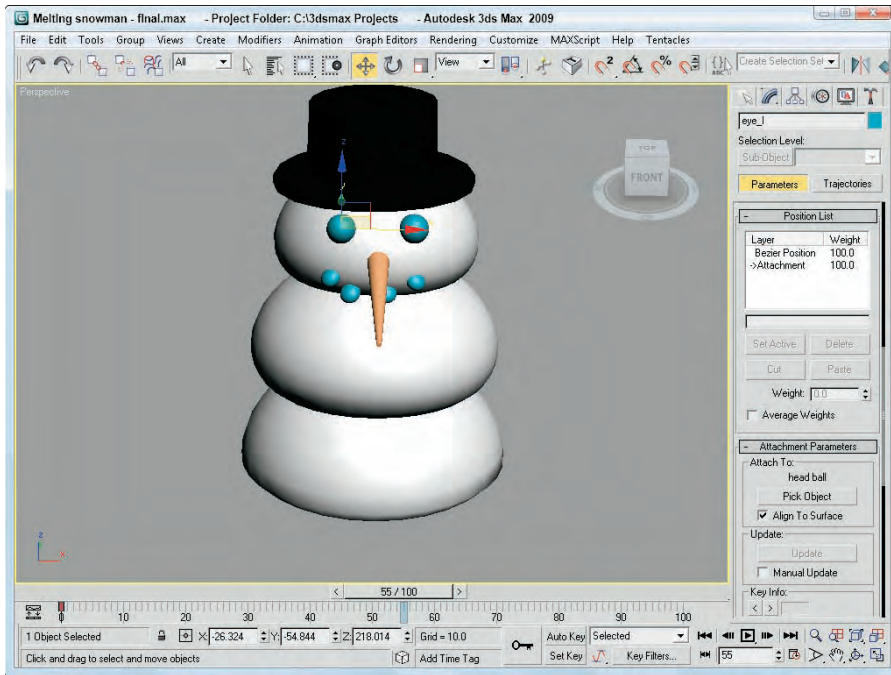 Melting snowman - final.max - Project Folder: C:\3dsmax Projects - Autodesk 3ds Max 2009
File Edit Tools Group Views Create Modifiers Animation Graph Editors Rendering Customize MAXScript Help Tentacles
All View Create Selection Sel
Perspective
eye_l
Selection Level:
Sub-Object
Parameters Trajectories
- Position List
Layer Weight
Bezier Position 100.0
->Attachment 100.0
Set Active Delete
Cut Paste
Weight: 0.0
Average Weights
- Attachment Parameters
Attach To:
head ball
Pick Object
Align To Surface
Update:
Update
Manual Update
Key Info:
< >
TOP
FRONT
z
x
z
x
< 55 / 100 >
0 10 20 30 40 50 60 70 80 90 100
1 Object Selected X: -26.324 Y: -54.844 Z: 218.014 Grid = 10.0 Auto Key Selected
Click and drag to select and move objects Add Time Tag Set Key Key Filters... 55